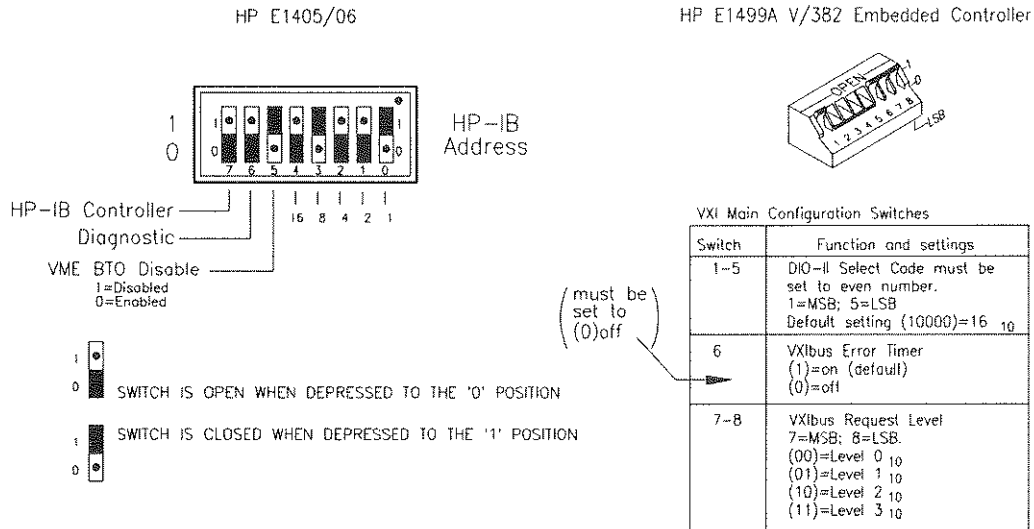 HP E1405/06
1
0
1
0
7 6 5 4 3 2 1 0
1
0
HP-IB
Address
16 8 4 2 1
HP-IB Controller
Diagnostic
VME BTO Disable
1=Disabled
0=Enabled
1
0
SWITCH IS OPEN WHEN DEPRESSED TO THE '0' POSITION
1
0
SWITCH IS CLOSED WHEN DEPRESSED TO THE '1' POSITION
HP E1499A V/382 Embedded Controller
OPEN
1
0
1 2 3 4 5 6 7 8
LSB
VXI Main Configuration Switches
Switch Function and settings
1-5 DIO-II Select Code must be
set to even number.
1=MSB; 5=LSB
Default setting (10000)=16 10
(must be
set to
(0)off)
6 VXIbus Error Timer
(1)=on (default)
(0)=off
7-8 VXIbus Request Level
7=MSB; 8=LSB.
(00)=Level 0 10
(01)=Level 1 10
(10)=Level 2 10
(11)=Level 3 10